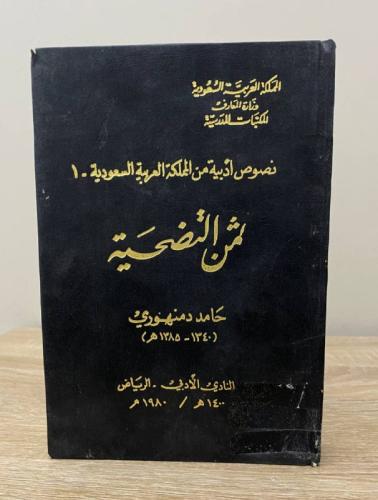 المملكة العربية السعودية
وزارة المعارف
المكتبات المدرسية
نصوص أدبية من المملكة العربية السعودية - ١
ثمن التضحية
حامد دمنهوري
(١٣٤٠ - ١٣٨٥ هـ)
النادي الأدبي - الرياض
١٤٠٠ هـ / ١٩٨٠ م